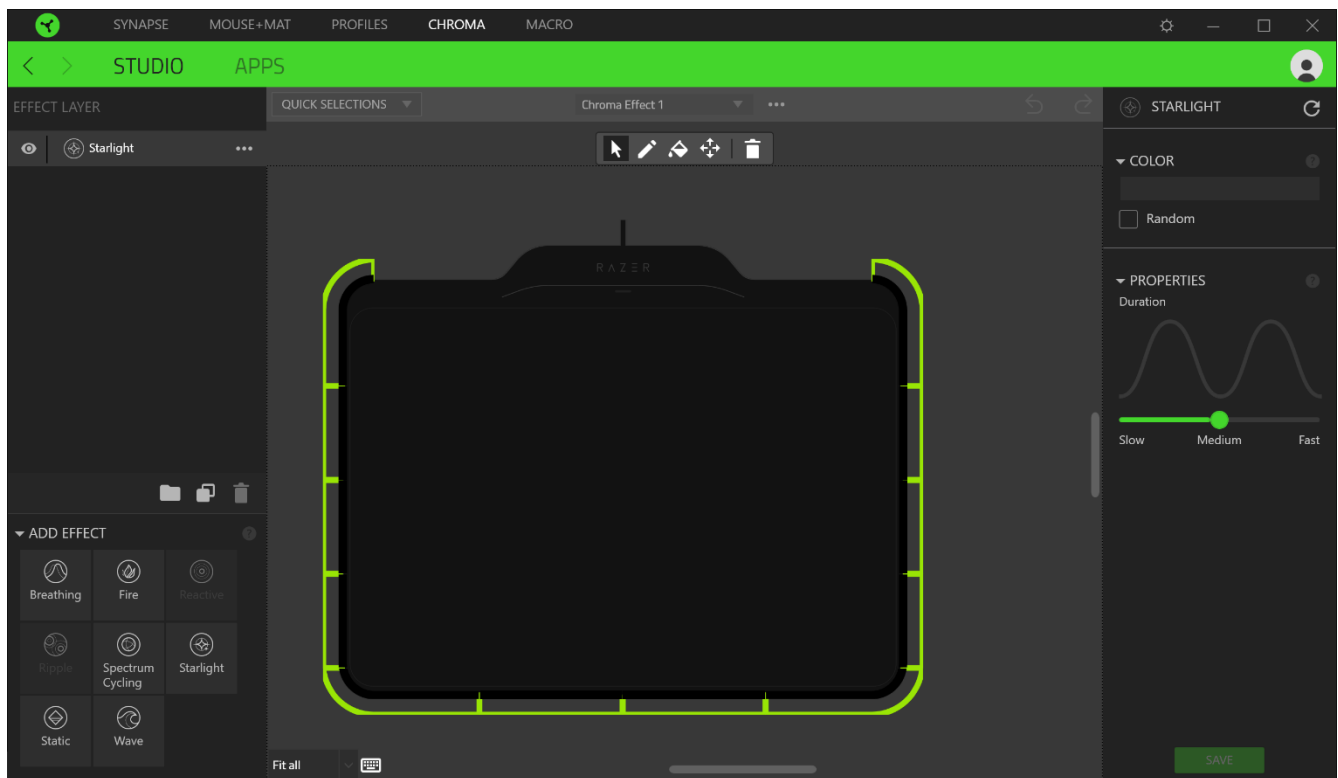 SYNAPSE MOUSE+MAT PROFILES CHROMA MACRO
STUDIO APPS
EFFECT LAYER
QUICK SELECTIONS
Chroma Effect 1
STARLIGHT
Starlight
COLOR
Random
RAZER
PROPERTIES
Duration
Slow Medium Fast
ADD EFFECT
Breathing Fire Reactive
Ripple Spectrum Cycling Starlight
Static Wave
Fit all
SAVE